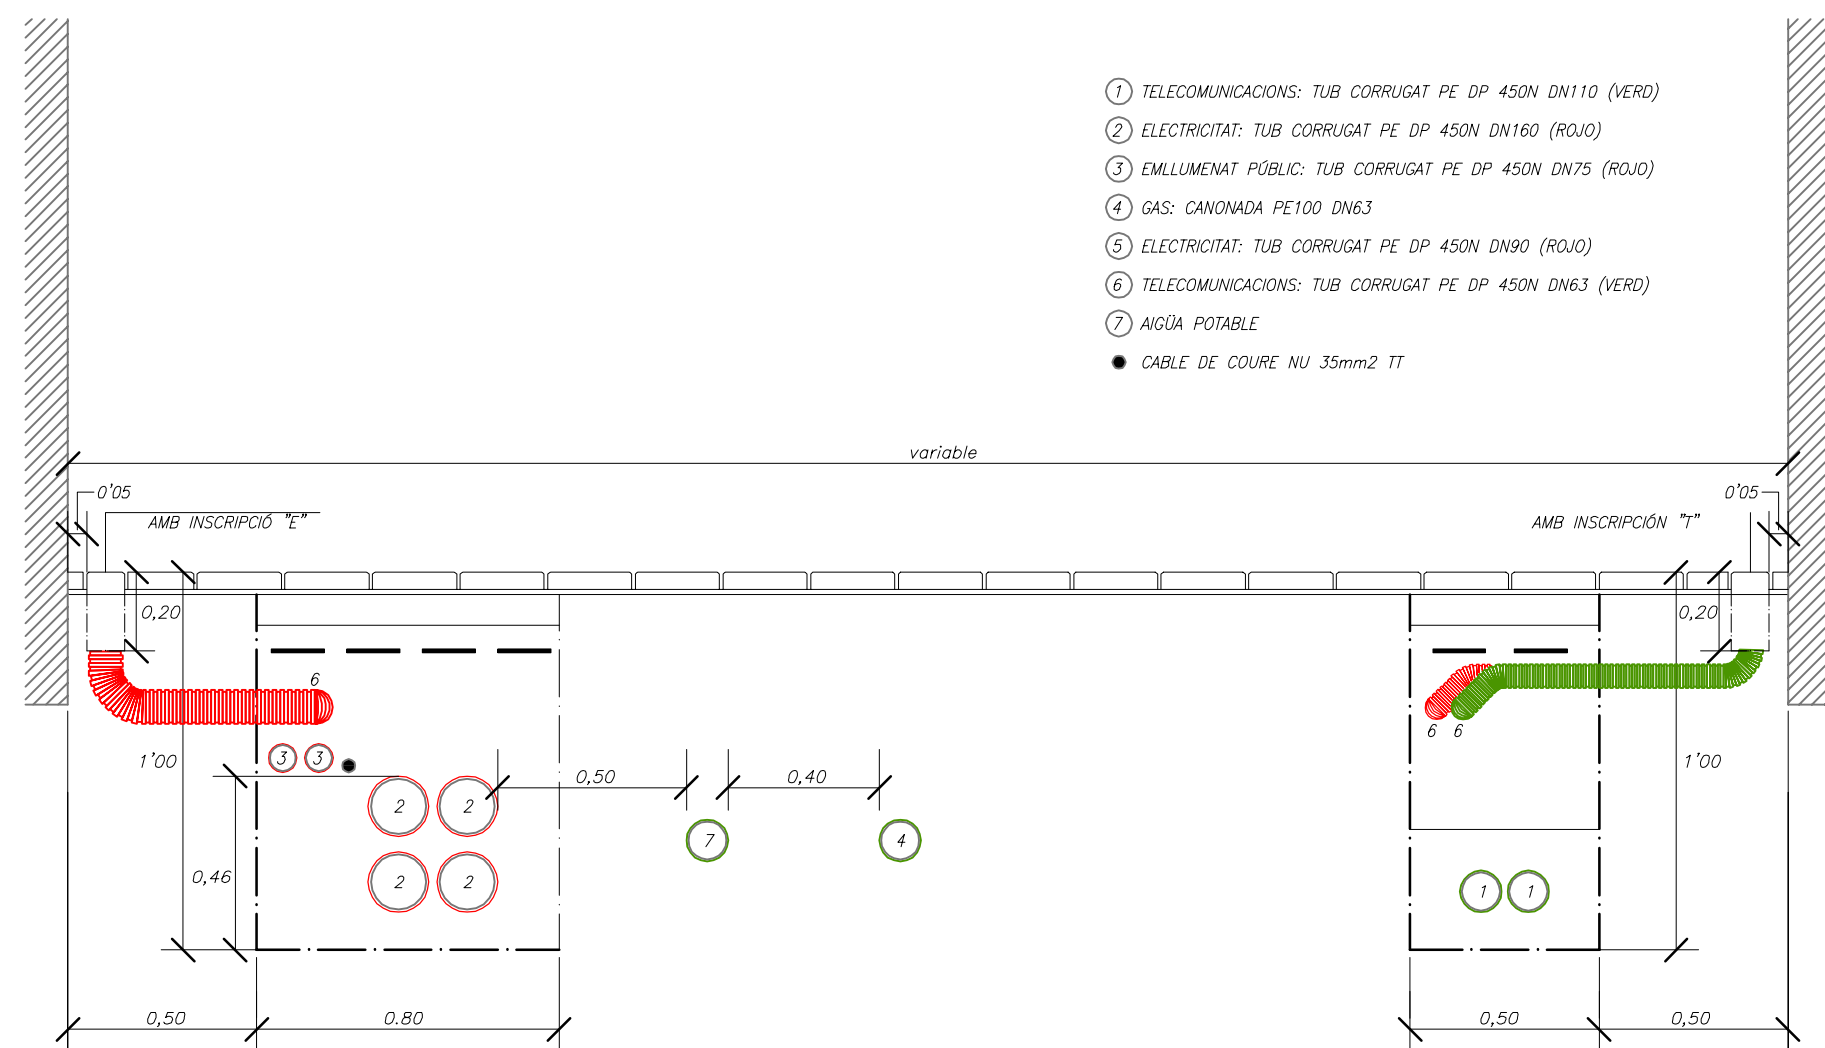 1 TELECOMUNICACIONS: TUB CORRUGAT PE DP 450N DN110 (VERD)
2 ELECTRICITAT: TUB CORRUGAT PE DP 450N DN160 (ROJO)
3 EMLLUMENAT PÚBLIC: TUB CORRUGAT PE DP 450N DN75 (ROJO)
4 GAS: CANONADA PE100 DN63
5 ELECTRICITAT: TUB CORRUGAT PE DP 450N DN90 (ROJO)
6 TELECOMUNICACIONS: TUB CORRUGAT PE DP 450N DN63 (VERD)
7 AIGÜA POTABLE
CABLE DE COURE NU 35mm2 TT
variable
0'05
0'05
AMB INSCRIPCIÓ "E"
AMB INSCRIPCIÓN "T"
0,20
0,20
6
6 6
3 3
1'00
1'00
0,50
0,40
2 2
7
4
0,46
2 2
1 1
0,50
0.80
0,50
0,50